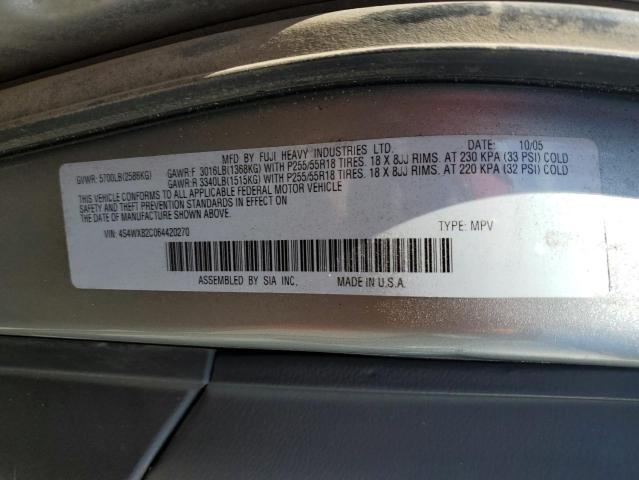 MFD BY FUJI HEAVY INDUSTRIES LTD. DATE: 10/05
GVWR: 5700LB(2586KG) GAWR:F 3016LB(1368KG) WITH P255/55R18 TIRES. 18 X 8JJ RIMS. AT 230 KPA (33 PSI) COLD
GAWR:R 3340LB(1515KG) WITH P255/55R18 TIRES. 18 X 8JJ RIMS. AT 220 KPA (32 PSI) COLD
THIS VEHICLE CONFORMS TO ALL APPLICABLE FEDERAL MOTOR VEHICLE
SAFETY AND THEFT PREVENTION STANDARDS IN EFFECT ON
THE DATE OF MANUFACTURE SHOWN ABOVE.
VIN: 4S4WXB2C064420270 TYPE: MPV
ASSEMBLED BY SIA INC. MADE IN U.S.A.